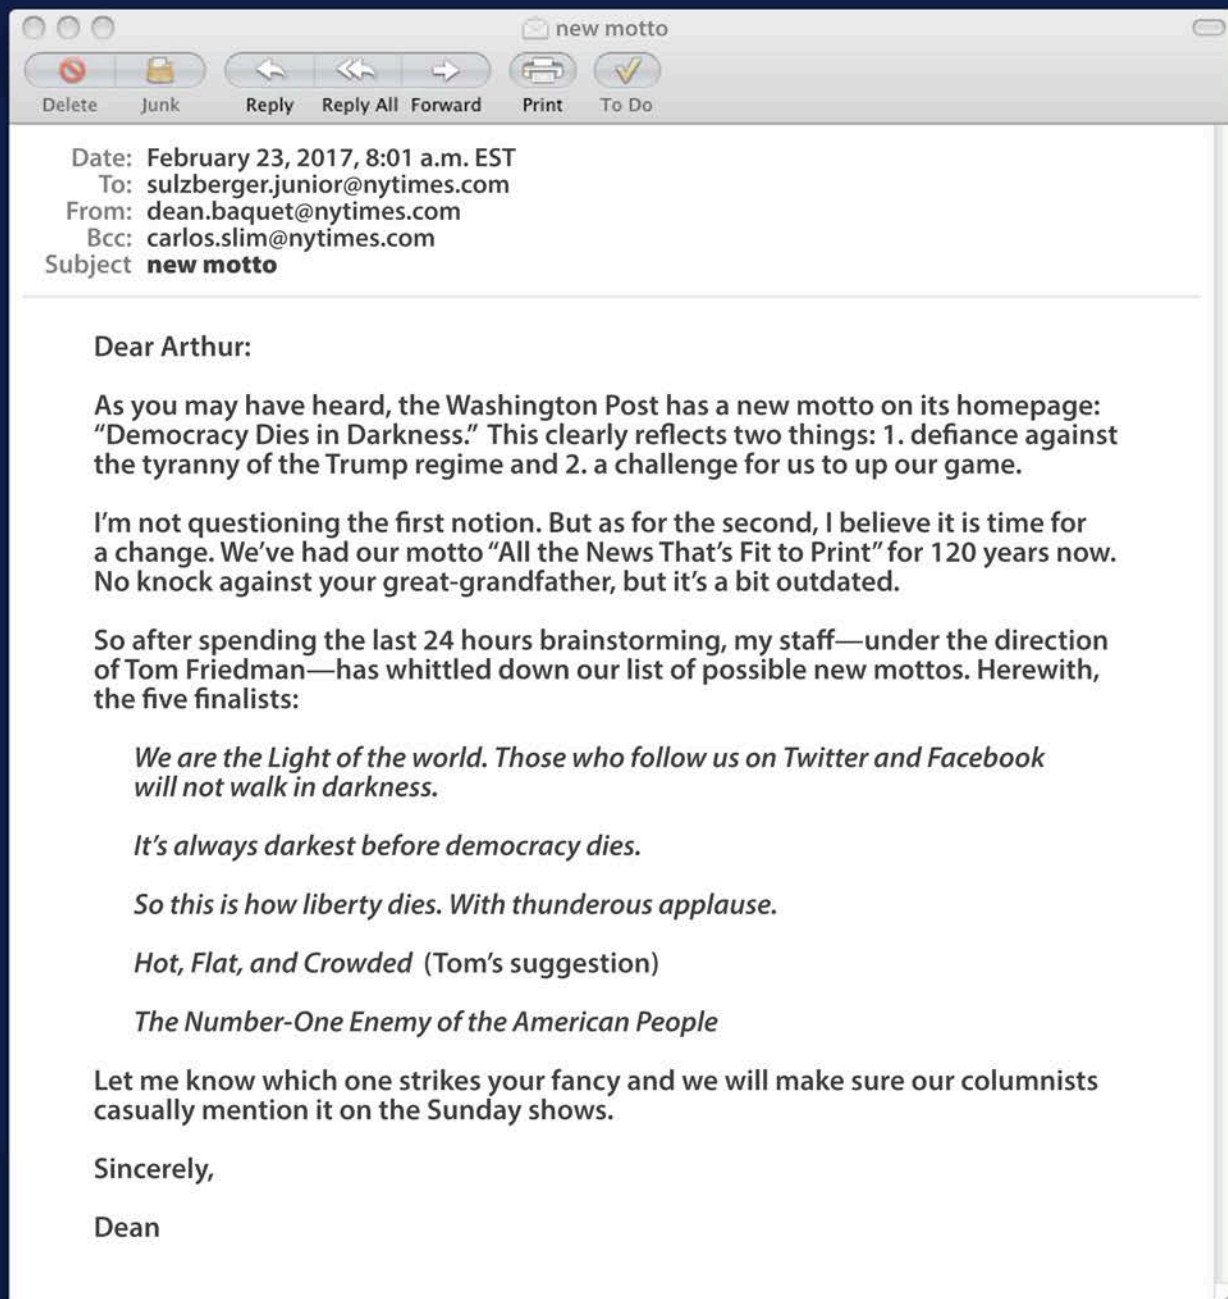 new motto
Delete Junk Reply Reply All Forward Print To Do
Date: February 23, 2017, 8:01 a.m. EST
To: sulzberger.junior@nytimes.com
From: dean.baquet@nytimes.com
Bcc: carlos.slim@nytimes.com
Subject new motto
Dear Arthur:
As you may have heard, the Washington Post has a new motto on its homepage:
“Democracy Dies in Darkness.” This clearly reflects two things: 1. defiance against
the tyranny of the Trump regime and 2. a challenge for us to up our game.
I’m not questioning the first notion. But as for the second, I believe it is time for
a change. We’ve had our motto “All the News That’s Fit to Print” for 120 years now.
No knock against your great-grandfather, but it’s a bit outdated.
So after spending the last 24 hours brainstorming, my staff—under the direction
of Tom Friedman—has whittled down our list of possible new mottos. Herewith,
the five finalists:
We are the Light of the world. Those who follow us on Twitter and Facebook
will not walk in darkness.
It’s always darkest before democracy dies.
So this is how liberty dies. With thunderous applause.
Hot, Flat, and Crowded (Tom’s suggestion)
The Number-One Enemy of the American People
Let me know which one strikes your fancy and we will make sure our columnists
casually mention it on the Sunday shows.
Sincerely,
Dean